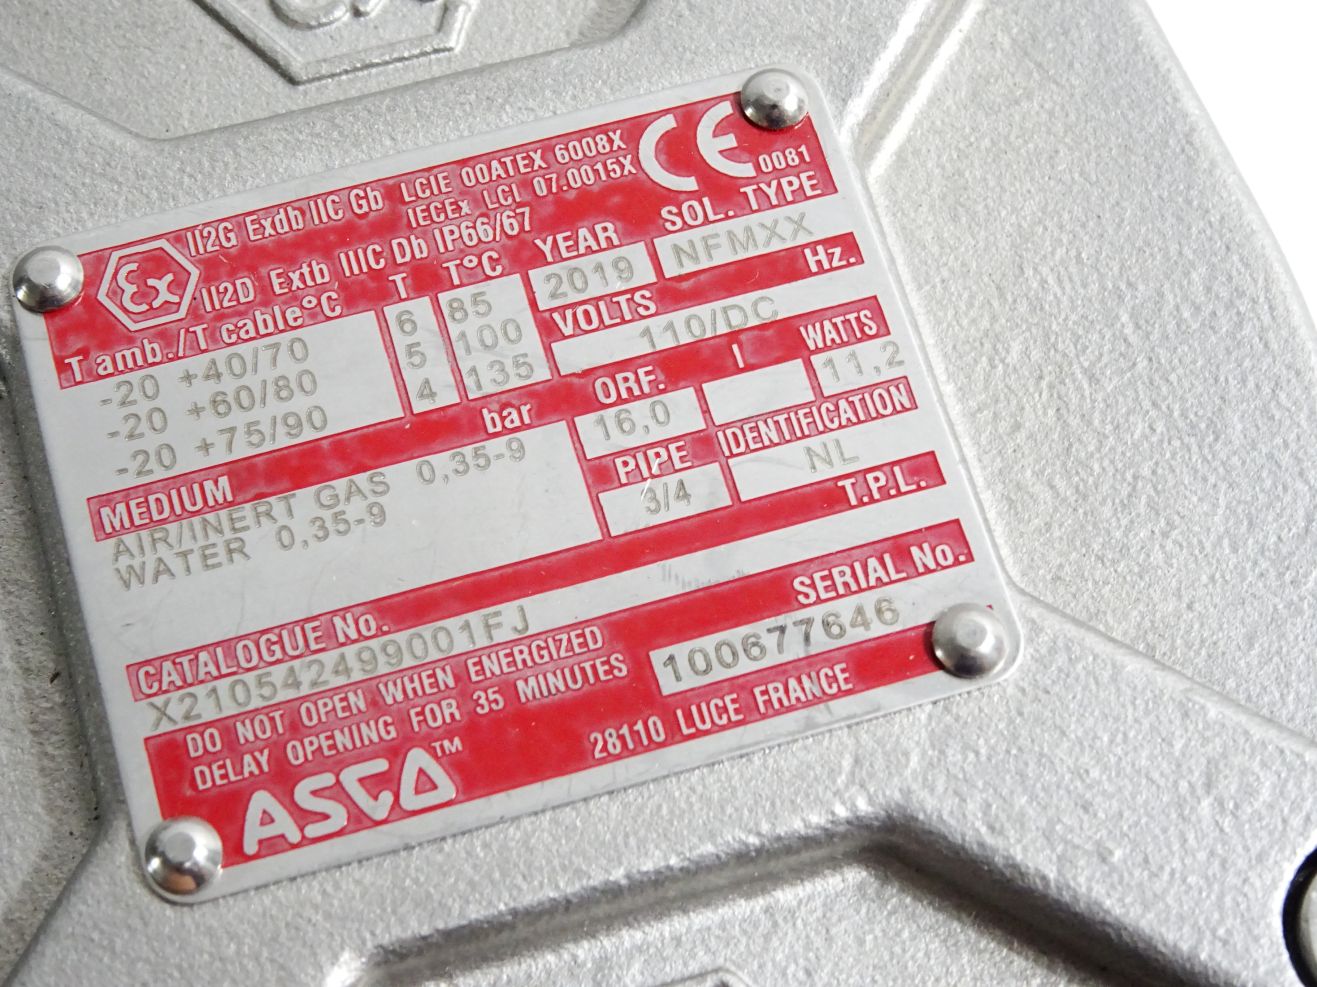 II2G Exdb IIC Gb LCIE 00ATEX 6008X
IECEx LCI 07.0015X
CE 0081
Ex II2D Extb IIIC Db IP66/67
T amb./T cable°C T T°C YEAR SOL. TYPE
-20 +40/70 6 85 2019 NFMXX
-20 +60/80 5 100 VOLTS Hz.
-20 +75/90 4 135 110/DC
MEDIUM bar ORF. I WATTS
AIR/INERT GAS 0,35-9 16,0 11,2
WATER 0,35-9 PIPE IDENTIFICATION
3/4 NL
T.P.L.
CATALOGUE No. SERIAL No.
X210542499001FJ 100677646
DO NOT OPEN WHEN ENERGIZED
DELAY OPENING FOR 35 MINUTES
ASCO™ 28110 LUCE FRANCE